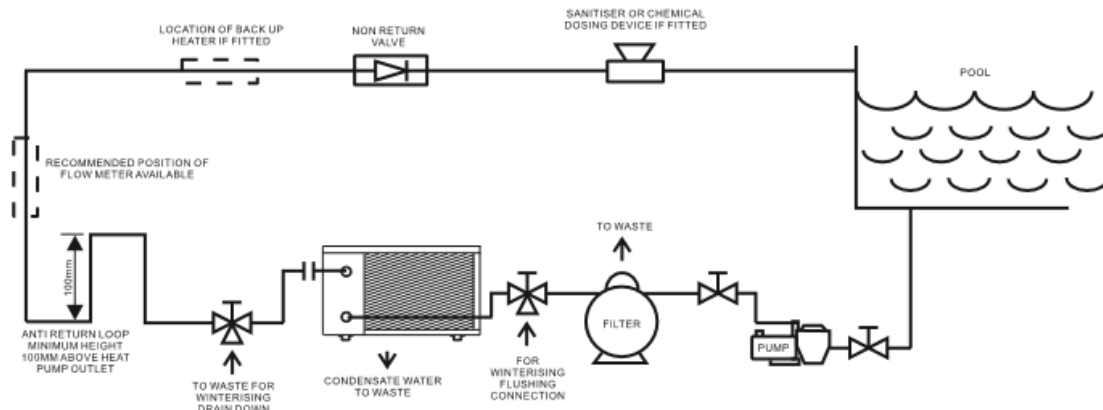 SANITISER OR CHEMICAL
DOSING DEVICE IF FITTED
LOCATION OF BACK UP
HEATER IF FITTED
NON RETURN
VALVE
POOL
RECOMMENDED POSITION OF
FLOW METER AVAILABLE
TO WASTE
100mm
FILTER
PUMP
ANTI RETURN LOOP
MINIMUM HEIGHT
100MM ABOVE HEAT
PUMP OUTLET
TO WASTE FOR
WINTERISING
DRAIN DOWN
CONDENSATE WATER
TO WASTE
FOR
WINTERISING
FLUSHING
CONNECTION